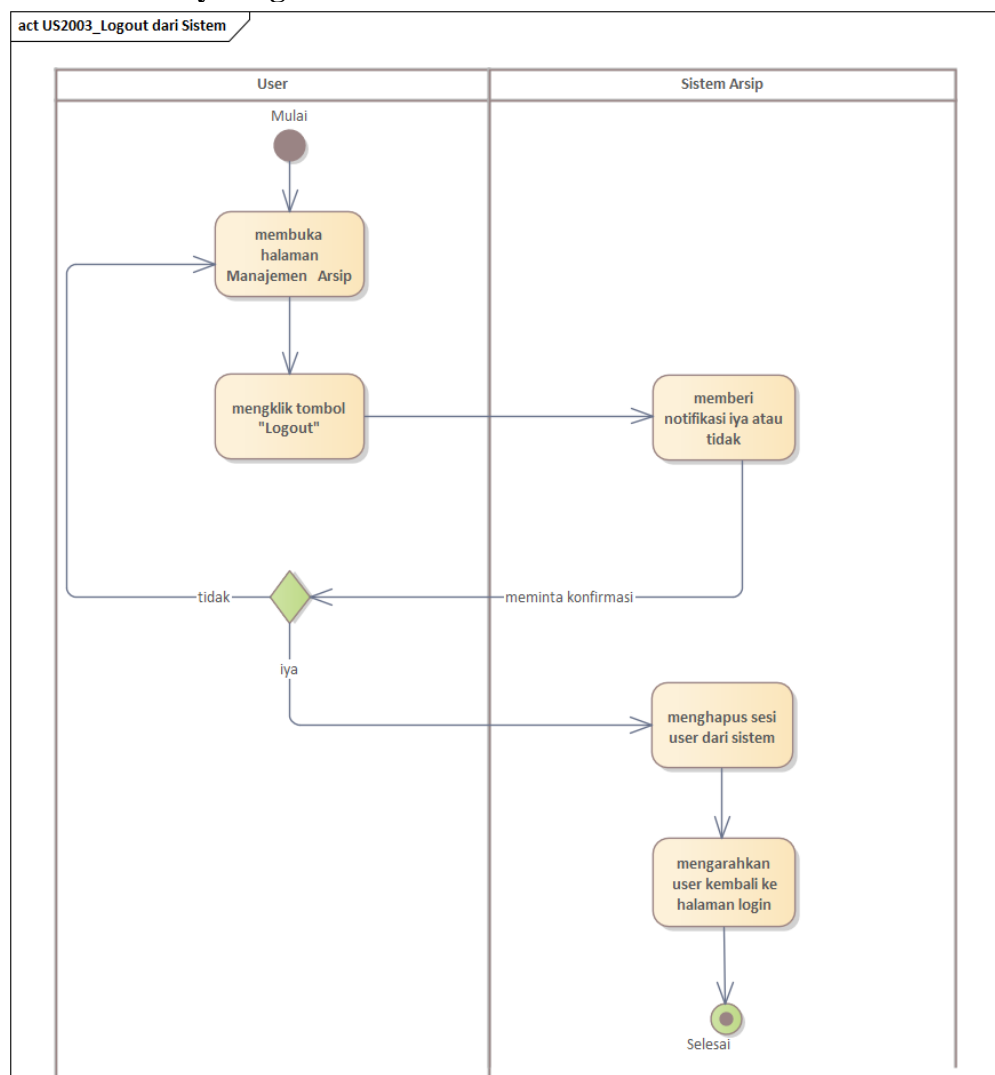 act US2003_Logout dari Sistem
User
Sistem Arsip
Mulai
membuka
halaman
Manajemen Arsip
mengklik tombol
"Logout"
memberi
notifikasi iya atau
tidak
tidak
meminta konfirmasi
iya
menghapus sesi
user dari sistem
mengarahkan
user kembali ke
halaman login
Selesai